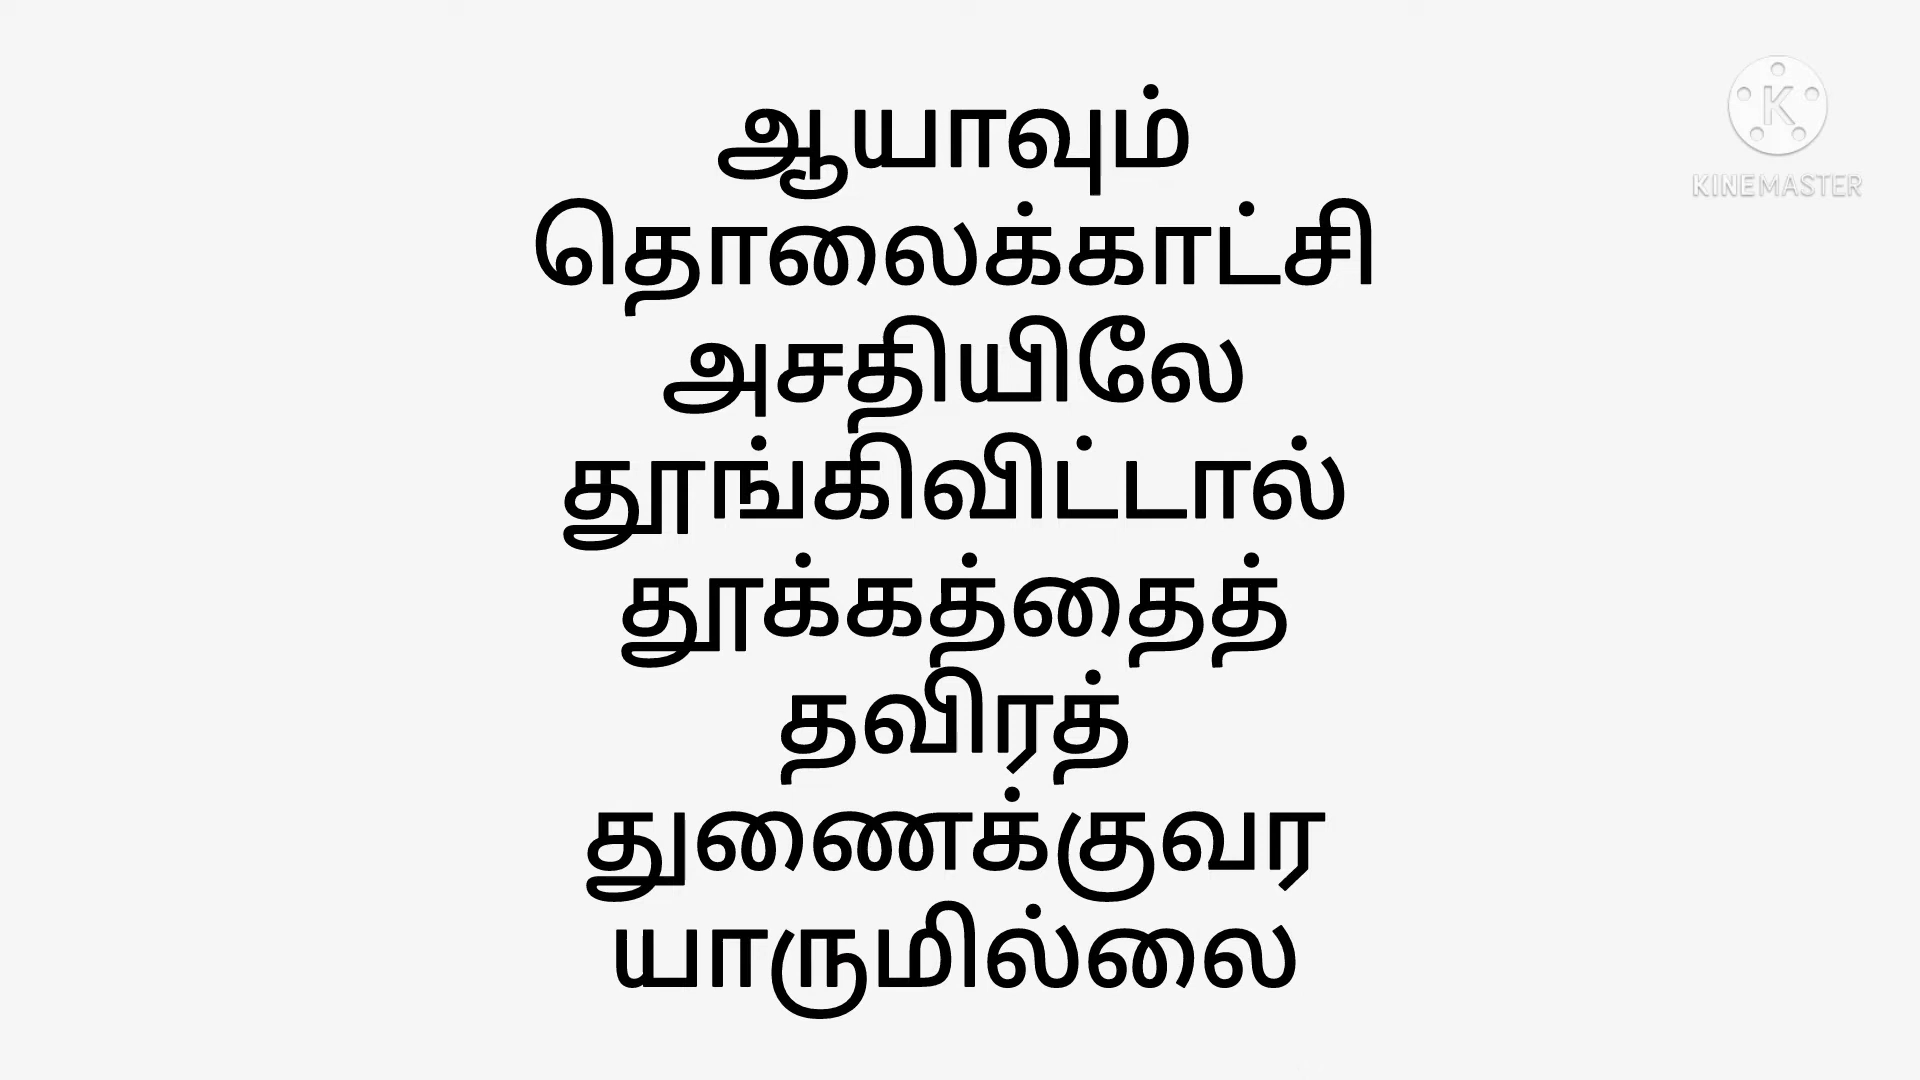 ஆயாவும்
தொலைக்காட்சி
அசதியிலே
தூங்கிவிட்டால்
தூக்கத்தைத்
தவிரத்
துணைக்குவர
யாருமில்லை
K
KINEMASTER